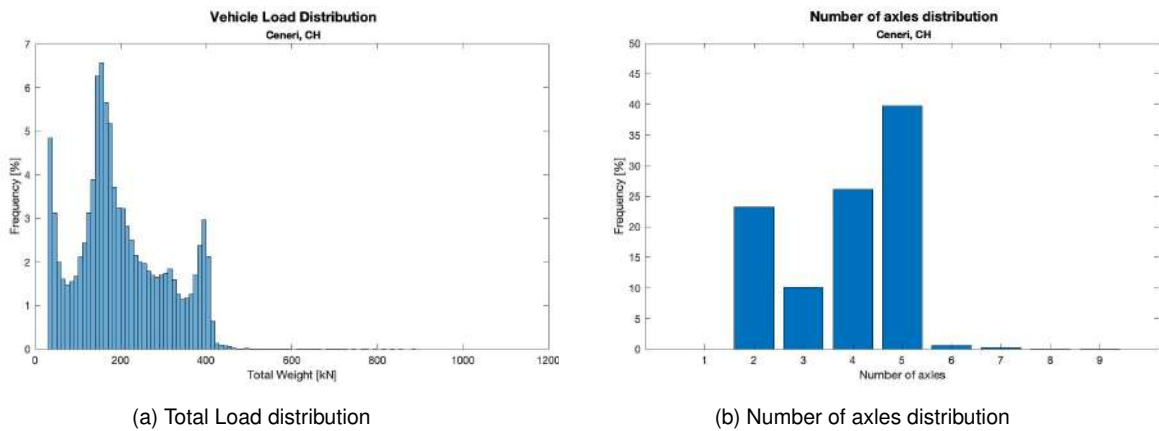 Vehicle Load Distribution
Ceneri, CH
7
6
5
4
3
2
1
0
Frequency [%]
0 200 400 600 800 1000 1200
Total Weight [kN]
(a) Total Load distribution
Number of axles distribution
Ceneri, CH
50
45
40
35
30
25
20
15
10
5
0
Frequency [%]
1 2 3 4 5 6 7 8 9
Number of axles
(b) Number of axles distribution